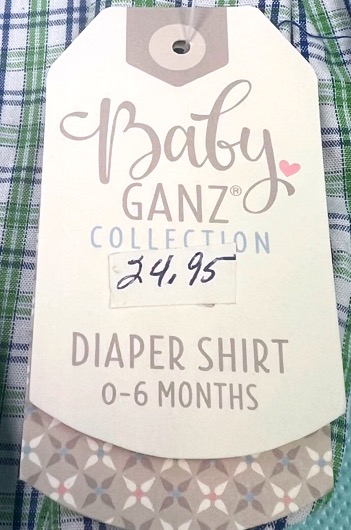 Baby
GANZ®
COLLECTION
24.95
DIAPER SHIRT
0-6 MONTHS